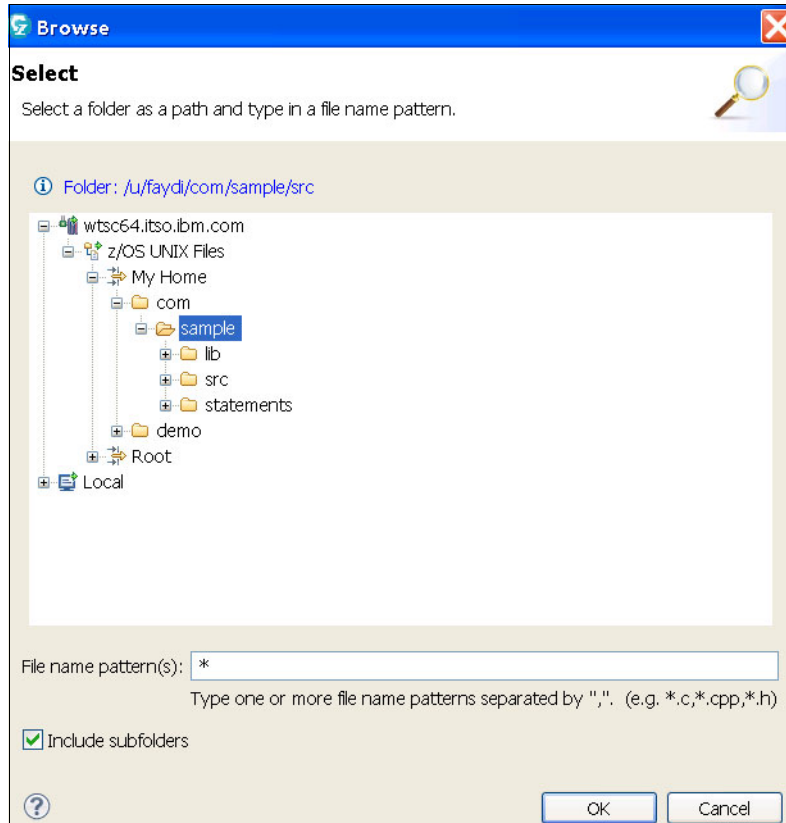 Browse
Select
Select a folder as a path and type in a file name pattern.
Folder: /u/faydi/com/sample/src
wtsc64.itso.ibm.com
z/OS UNIX Files
My Home
com
sample
lib
src
statements
demo
Root
Local
File name pattern(s): *
Type one or more file name patterns separated by ",". (e.g. *.c,*.cpp,*.h)
Include subfolders
OK Cancel